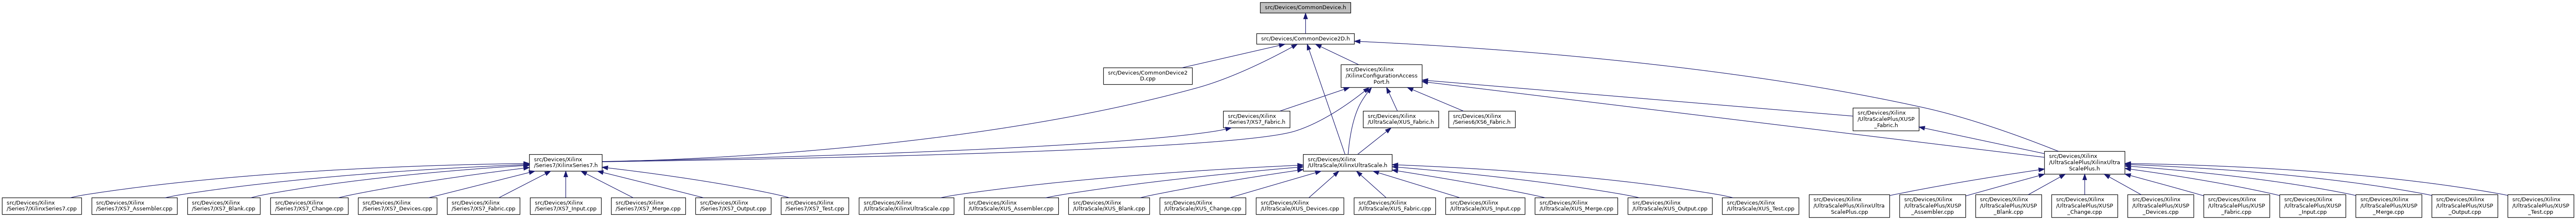 src/Devices/CommonDevice.h
src/Devices/CommonDevice2D.h
src/Devices/CommonDevice2
D.cpp
src/Devices/Xilinx
/XilinxConfigurationAccess
Port.h
src/Devices/Xilinx
/Series7/XS7_Fabric.h
src/Devices/Xilinx
/UltraScale/XUS_Fabric.h
src/Devices/Xilinx
/Series6/XS6_Fabric.h
src/Devices/Xilinx
/UltraScalePlus/XUSP
_Fabric.h
src/Devices/Xilinx
/Series7/XilinxSeries7.h
src/Devices/Xilinx
/UltraScale/XilinxUltraScale.h
src/Devices/Xilinx
/UltraScalePlus/XilinxUltra
ScalePlus.h
src/Devices/Xilinx
/Series7/XilinxSeries7.cpp
src/Devices/Xilinx
/Series7/XS7_Assembler.cpp
src/Devices/Xilinx
/Series7/XS7_Blank.cpp
src/Devices/Xilinx
/Series7/XS7_Change.cpp
src/Devices/Xilinx
/Series7/XS7_Devices.cpp
src/Devices/Xilinx
/Series7/XS7_Fabric.cpp
src/Devices/Xilinx
/Series7/XS7_Input.cpp
src/Devices/Xilinx
/Series7/XS7_Merge.cpp
src/Devices/Xilinx
/Series7/XS7_Output.cpp
src/Devices/Xilinx
/Series7/XS7_Test.cpp
src/Devices/Xilinx
/UltraScale/XilinxUltraScale.cpp
src/Devices/Xilinx
/UltraScale/XUS_Assembler.cpp
src/Devices/Xilinx
/UltraScale/XUS_Blank.cpp
src/Devices/Xilinx
/UltraScale/XUS_Change.cpp
src/Devices/Xilinx
/UltraScale/XUS_Devices.cpp
src/Devices/Xilinx
/UltraScale/XUS_Fabric.cpp
src/Devices/Xilinx
/UltraScale/XUS_Input.cpp
src/Devices/Xilinx
/UltraScale/XUS_Merge.cpp
src/Devices/Xilinx
/UltraScale/XUS_Output.cpp
src/Devices/Xilinx
/UltraScale/XUS_Test.cpp
src/Devices/Xilinx
/UltraScalePlus/XilinxUltra
ScalePlus.cpp
src/Devices/Xilinx
/UltraScalePlus/XUSP
_Assembler.cpp
src/Devices/Xilinx
/UltraScalePlus/XUSP
_Blank.cpp
src/Devices/Xilinx
/UltraScalePlus/XUSP
_Change.cpp
src/Devices/Xilinx
/UltraScalePlus/XUSP
_Devices.cpp
src/Devices/Xilinx
/UltraScalePlus/XUSP
_Fabric.cpp
src/Devices/Xilinx
/UltraScalePlus/XUSP
_Input.cpp
src/Devices/Xilinx
/UltraScalePlus/XUSP
_Merge.cpp
src/Devices/Xilinx
/UltraScalePlus/XUSP
_Output.cpp
src/Devices/Xilinx
/UltraScalePlus/XUSP
_Test.cpp